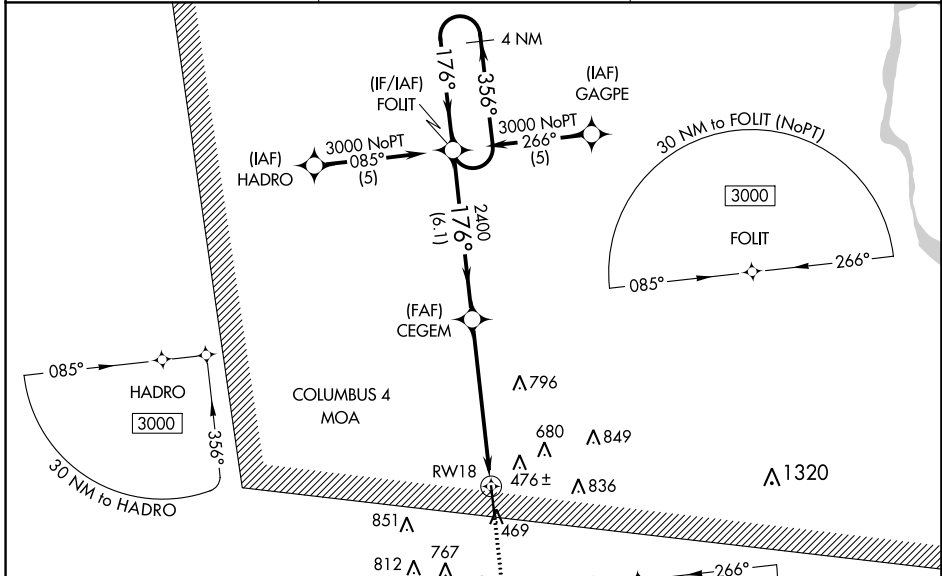 4 NM
176°
356°
(IF/IAF)
FOLIT
(IAF)
GAGPE
3000 NoPT
266°
(5)
(IAF)
HADRO
3000 NoPT
085°
(5)
30 NM to FOLIT (NoPT)
3000
FOLIT
085°
266°
2400
176°
(6.1)
(FAF)
CEGEM
085°
HADRO
3000
356°
30 NM to HADRO
COLUMBUS 4
MOA
796
680
849
RW18
476 ±
836
1320
851
469
812
767
266°